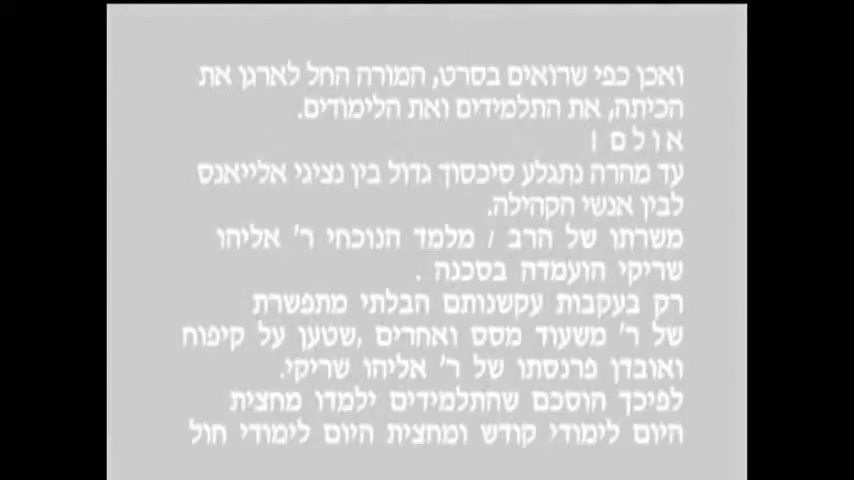 ואכן כפי שרואים בסרט, המורה החל לארגן את
הכיתה, את התלמידים ואת הלימודים.
א ו ל ם !
עד מהרה נתגלע סיכסוך גדול בין נציגי אלייאנס
לבין אנשי הקהילה.
משרתו של הרב / מלמד הנוכחי ר' אליהו
שריקי הועמדה בסכנה .
רק בעקבות עקשנותם הבלתי מתפשרת
של ר' משעוד מסס ואחרים ,שטען על קיפוח
ואובדן פרנסתו של ר' אליהו שריקי.
לפיכך הוסכם שהתלמידים ילמדו מחצית
היום לימודי קודש ומחצית היום לימודי חול